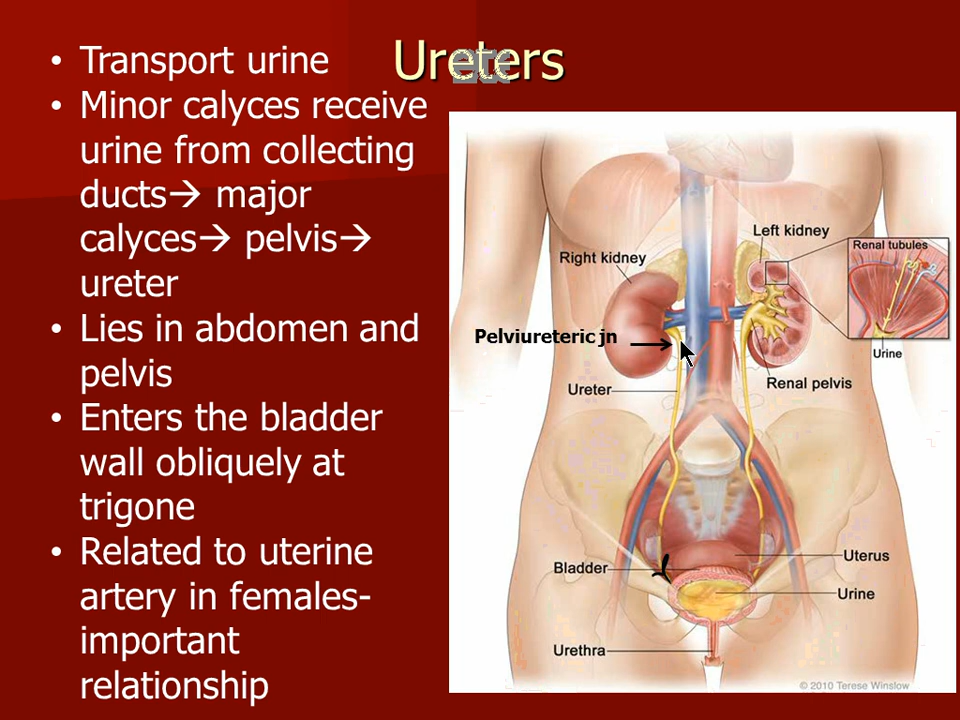 Ureters
• Transport urine
• Minor calyces receive
urine from collecting
ducts→ major
calyces→ pelvis→
ureter
• Lies in abdomen and
pelvis
• Enters the bladder
wall obliquely at
trigone
• Related to uterine
artery in females-
important
relationship
Left kidney
Renal tubules
Right kidney
Pelviureteric jn
Urine
Renal pelvis
Ureter
Uterus
Bladder
Urine
Urethra
© 2010 Terese Winslow